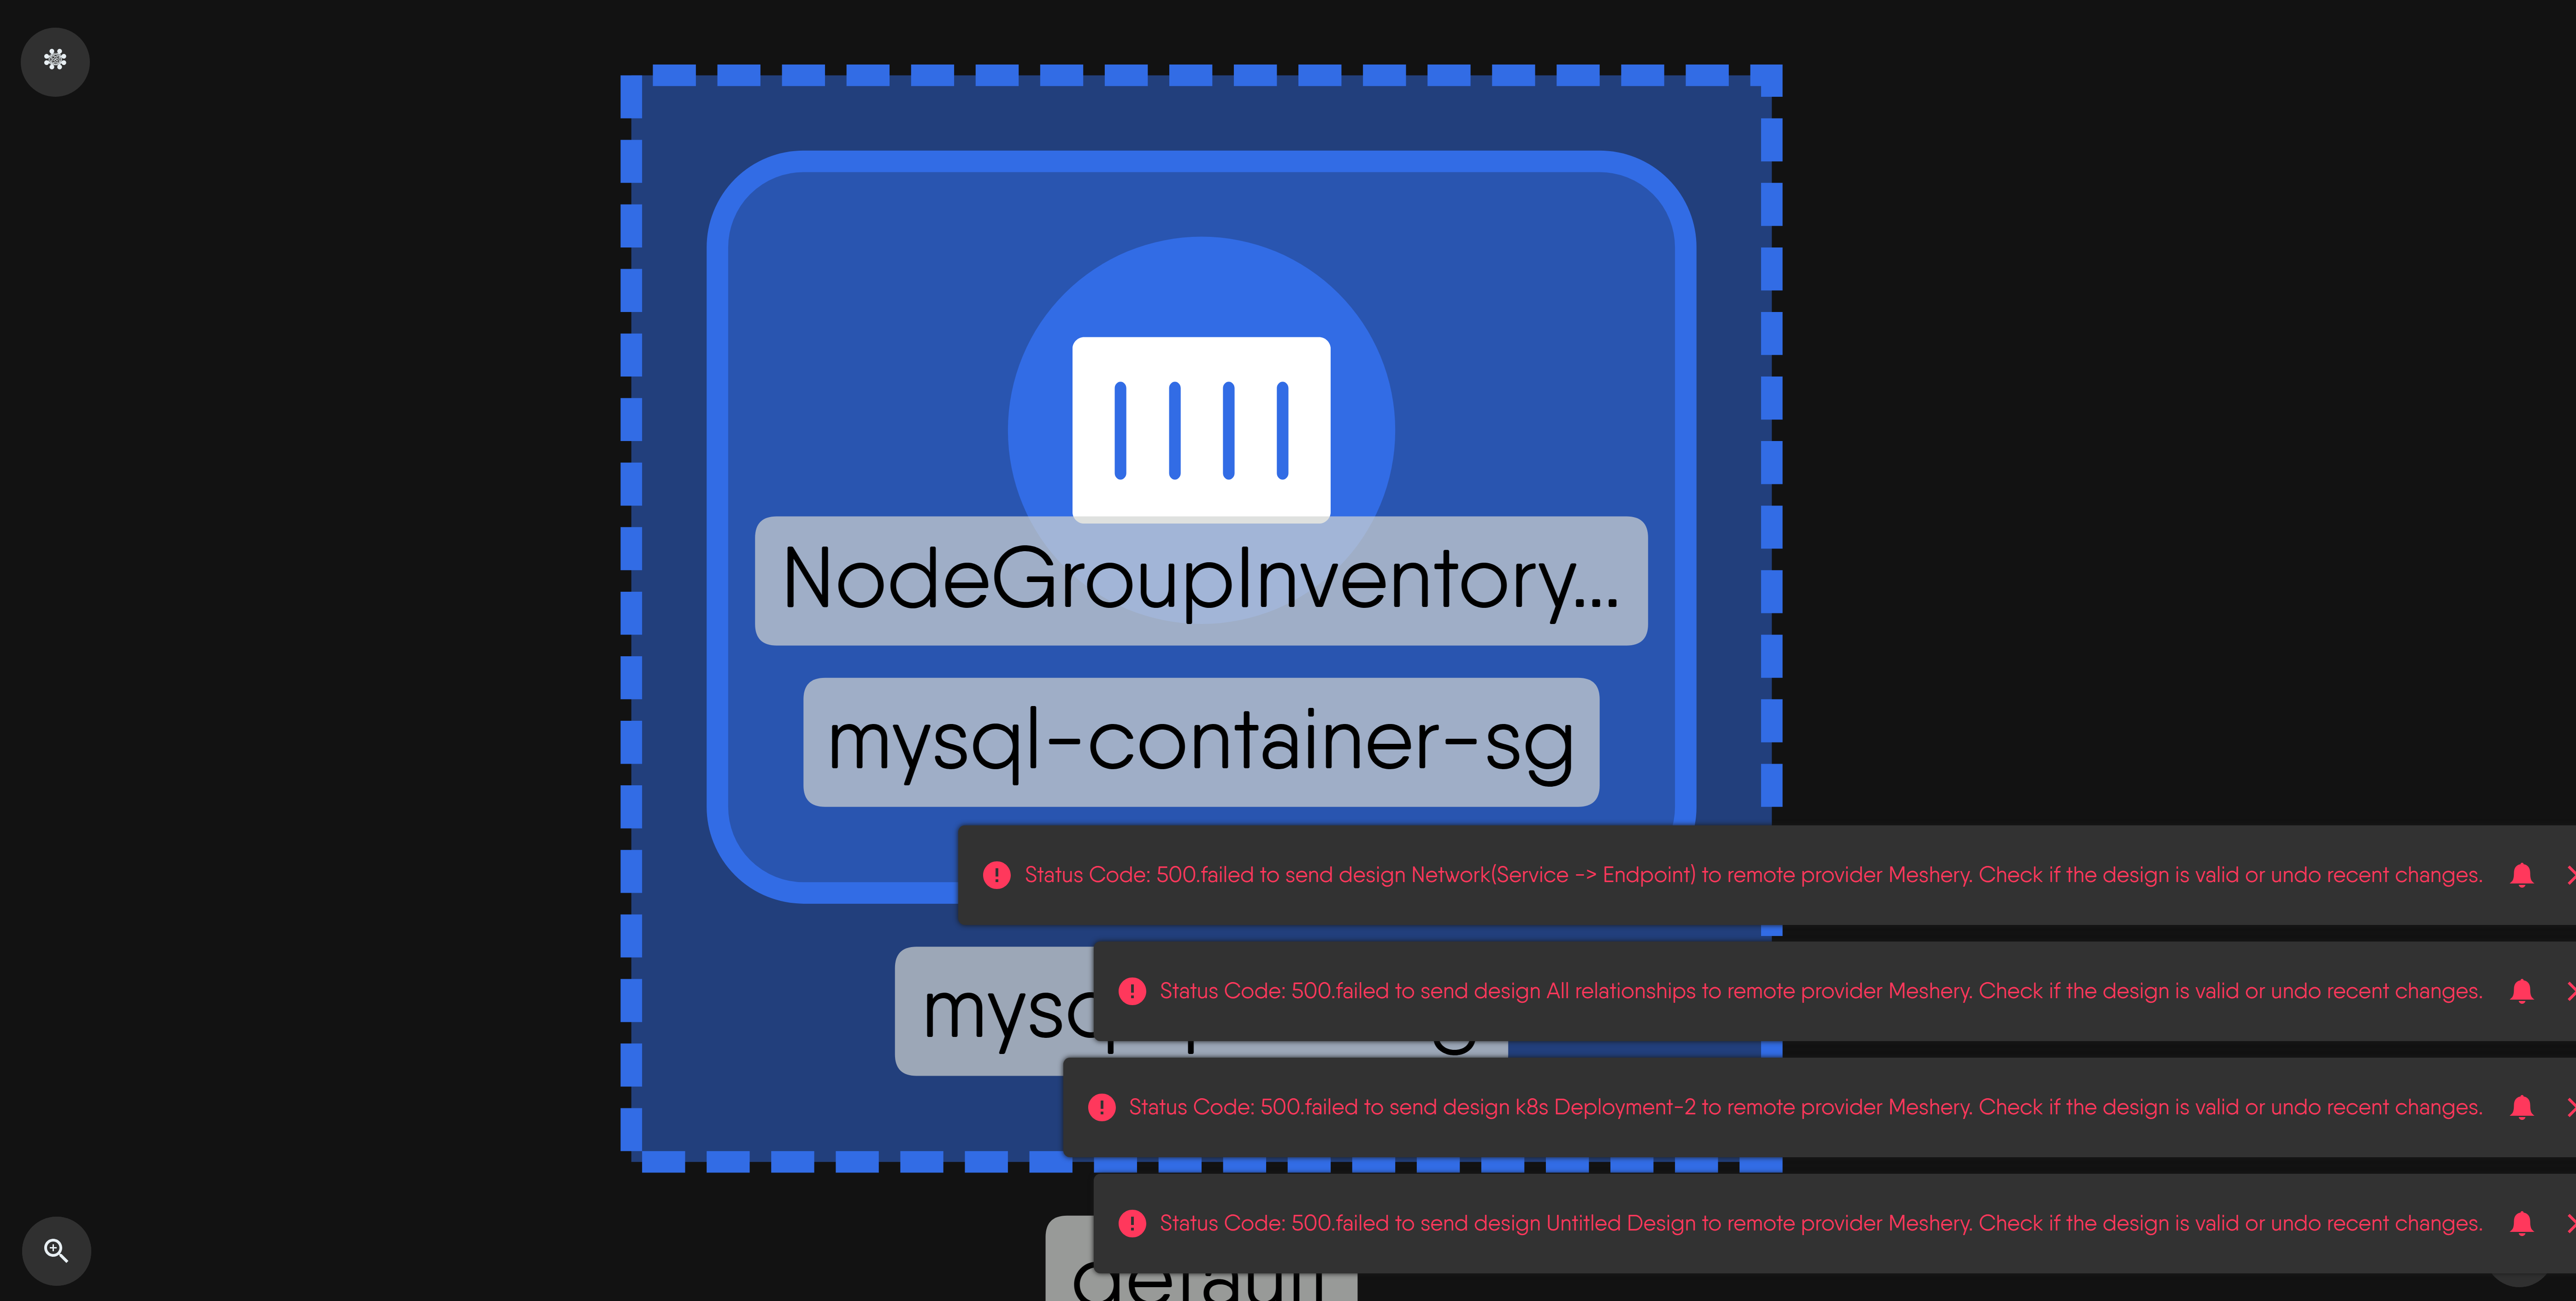 NodeGroupInventory...
mysql-container-sg
Status Code: 500.failed to send design Network(Service -> Endpoint) to remote provider Meshery. Check if the design is valid or undo recent changes.
Status Code: 500.failed to send design All relationships to remote provider Meshery. Check if the design is valid or undo recent changes.
Status Code: 500.failed to send design k8s Deployment-2 to remote provider Meshery. Check if the design is valid or undo recent changes.
Status Code: 500.failed to send design Untitled Design to remote provider Meshery. Check if the design is valid or undo recent changes.
default